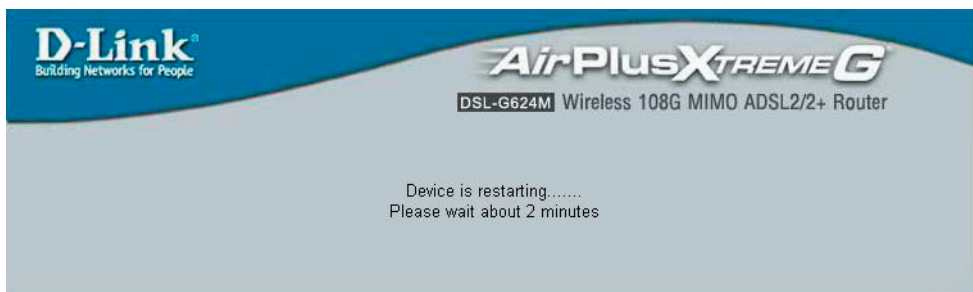 D-Link®
Building Networks for People
AirPlusXTREMEG
DSL-G624M Wireless 108G MIMO ADSL2/2+ Router
Device is restarting.......
Please wait about 2 minutes